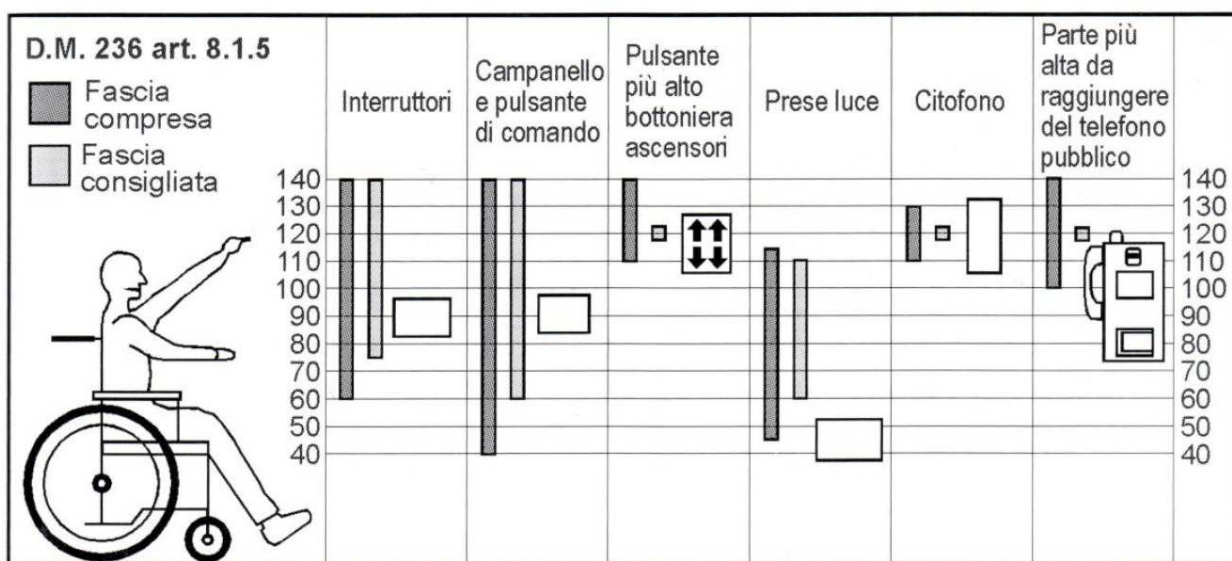 D.M. 236 art. 8.1.5
Fascia
compresa
Fascia
consigliata
Interruttori
Campanello
e pulsante
di comando
Pulsante
più alto
bottoniera
ascensori
Prese luce
Citofono
Parte più
alta da
raggiungere
del telefono
pubblico
140
130
120
110
100
90
80
70
60
50
40
140
130
120
110
100
90
80
70
60
50
40